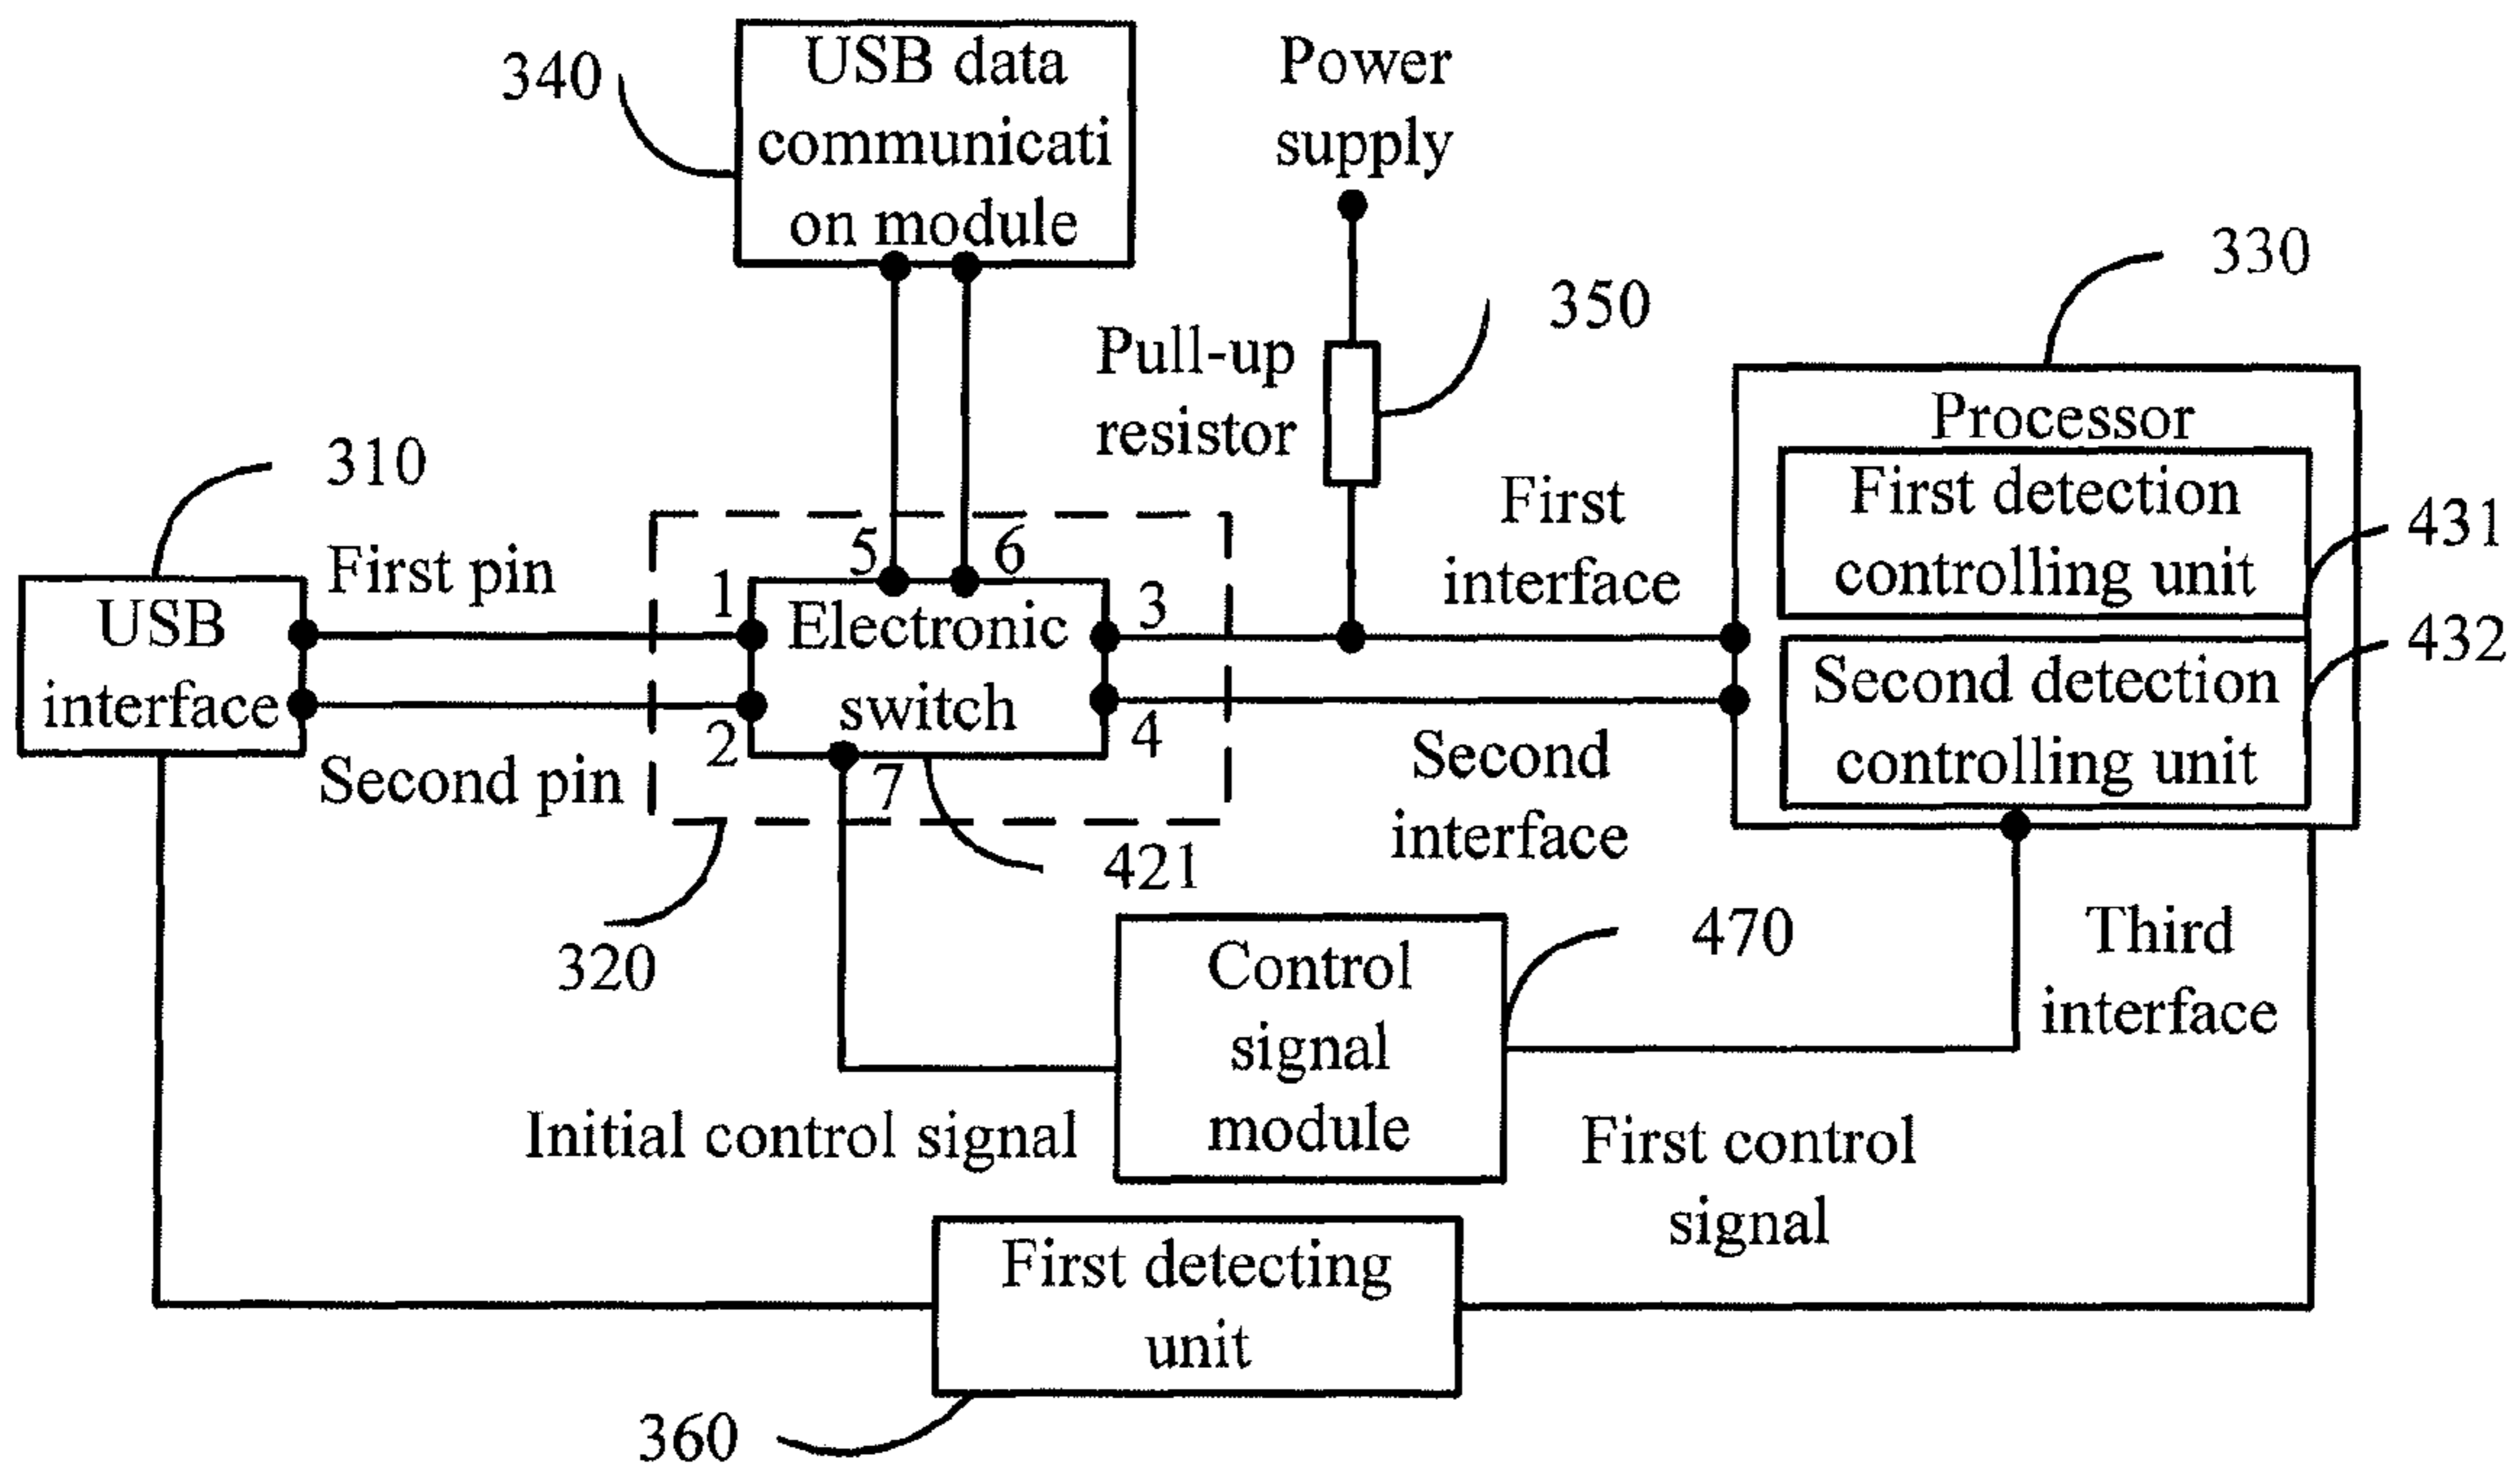 340
USB data
communicati
on module
Power
supply
330
350
Pull-up
resistor
Processor
First detection
controlling unit
431
310
First
interface
First pin
5
6
1
3
USB
interface
Electronic
switch
432
Second detection
controlling unit
2
4
7
Second pin
Second
interface
421
320
Control
signal
module
470
Third
interface
Initial control signal
First control
signal
First detecting
unit
360